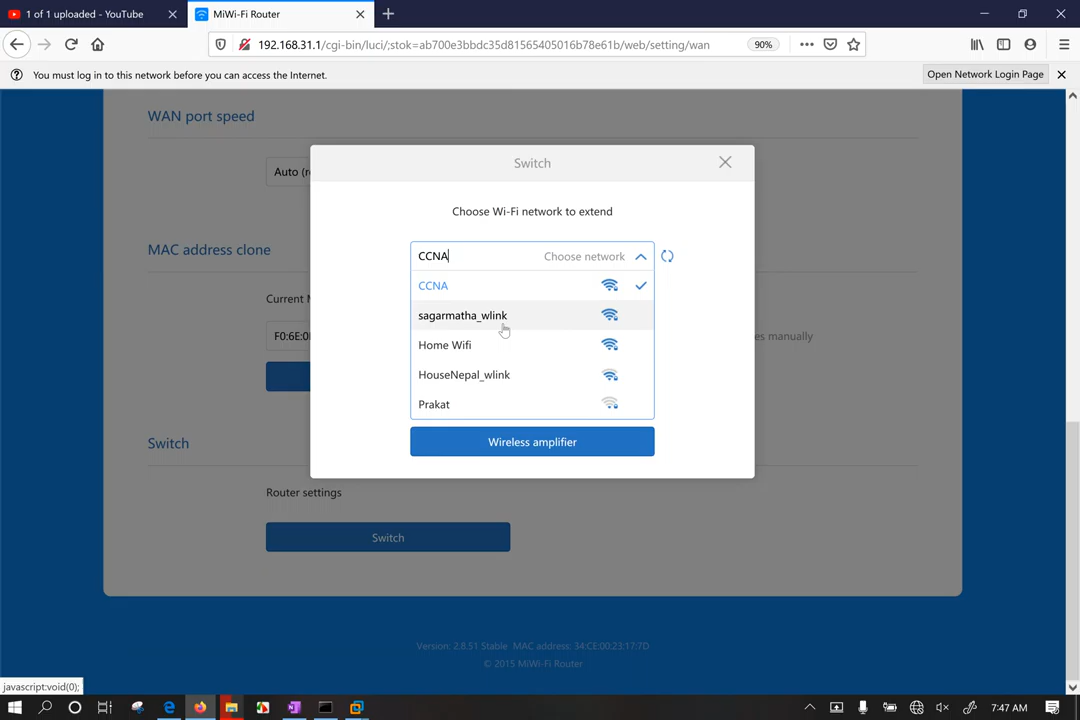 1 of 1 uploaded - YouTube
MiWi-Fi Router
192.168.31.1/cgi-bin/luci/;stok=ab700e3bbdc35d81565405016b78e61b/web/setting/wan
90%
You must log in to this network before you can access the Internet.
Open Network Login Page
WAN port speed
Auto (r
MAC address clone
Current M
F0:6E:0
es manually
Switch
Choose Wi-Fi network to extend
CCNA
Choose network
CCNA
sagarmatha_wlink
Home Wifi
HouseNepal_wlink
Prakat
Wireless amplifier
Switch
Router settings
Switch
Version: 2.8.51 Stable MAC address: 34:CE:00:23:17:7D
© 2015 MiWi-Fi Router
javascript:void(0);
7:47 AM